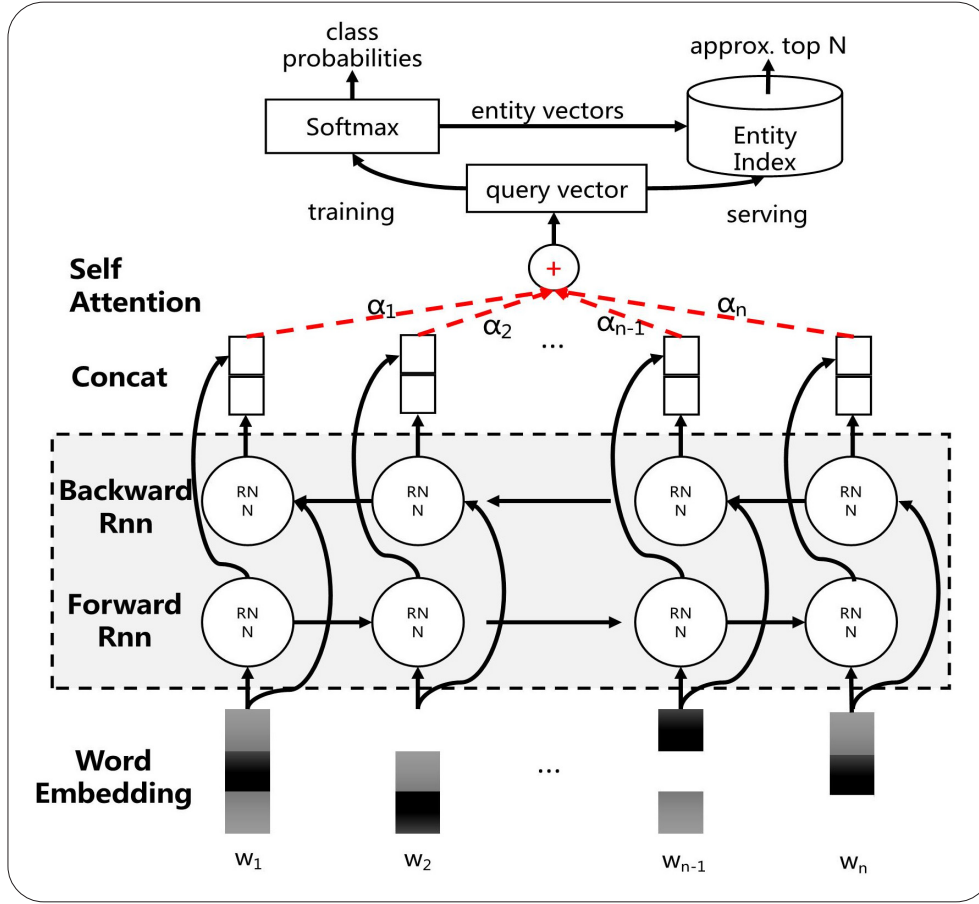 class
probabilities
approx. top N
Softmax
entity vectors
Entity
Index
query vector
training
serving
+
Self
Attention
α1
α2
...
αn-1
αn
Concat
Backward
Rnn
RN
N
RN
N
RN
N
RN
N
Forward
Rnn
RN
N
RN
N
RN
N
RN
N
Word
Embedding
...
w1
w2
wn-1
wn